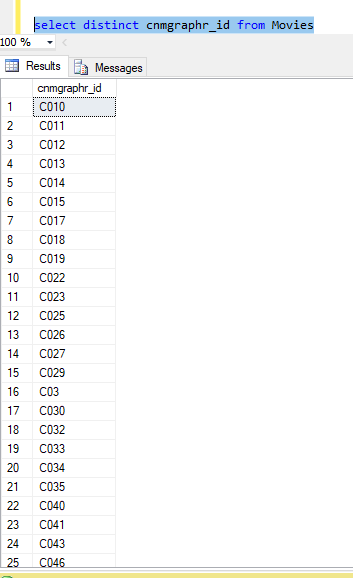 select distinct cnmgraphr_id from Movies
100 %
Results Messages
cnmgraphr_id
1 C010
2 C011
3 C012
4 C013
5 C014
6 C015
7 C017
8 C018
9 C019
10 C022
11 C023
12 C025
13 C026
14 C027
15 C029
16 C03
17 C030
18 C032
19 C033
20 C034
21 C035
22 C040
23 C041
24 C043
25 C046